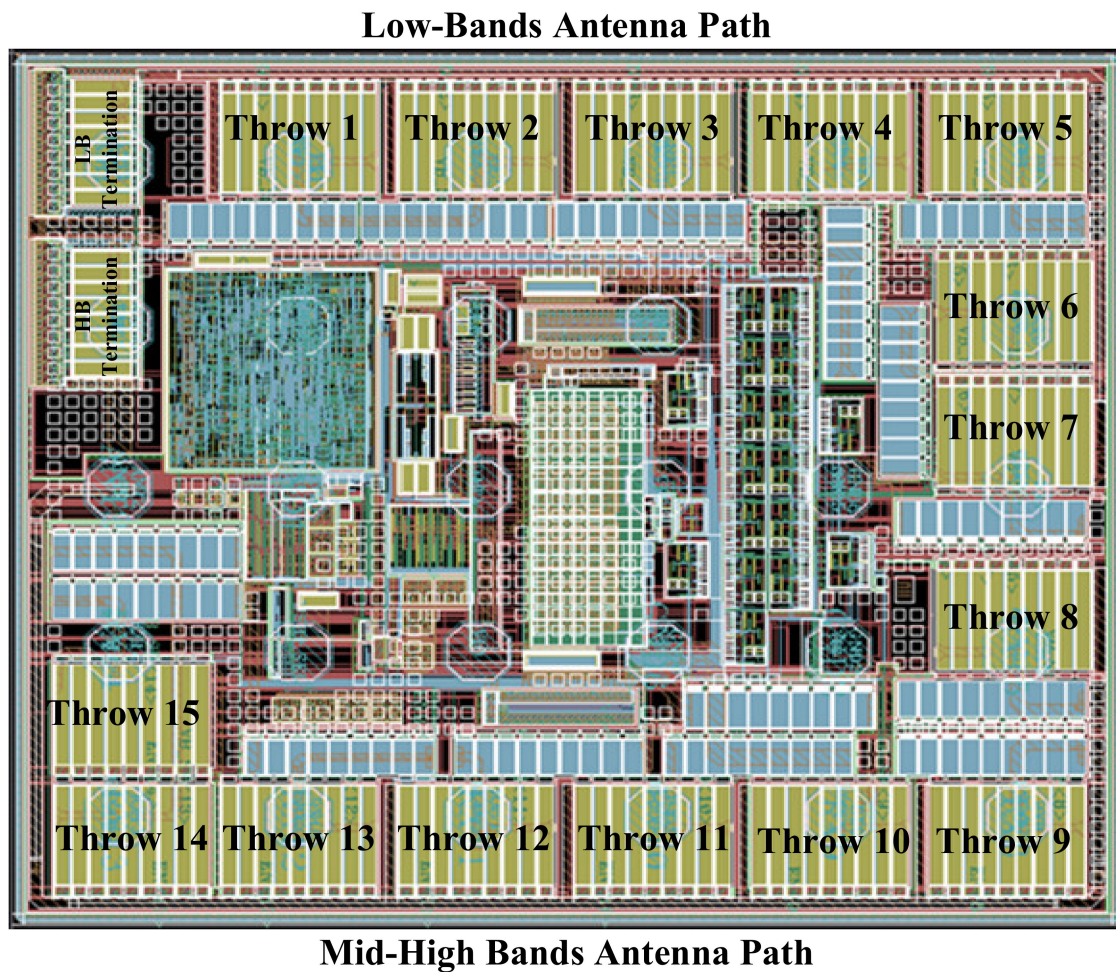 Low-Bands Antenna Path
LB
Termination
Throw 1
Throw 2
Throw 3
Throw 4
Throw 5
HB
Termination
Throw 6
Throw 7
Throw 8
Throw 15
Throw 14
Throw 13
Throw 12
Throw 11
Throw 10
Throw 9
Mid-High Bands Antenna Path